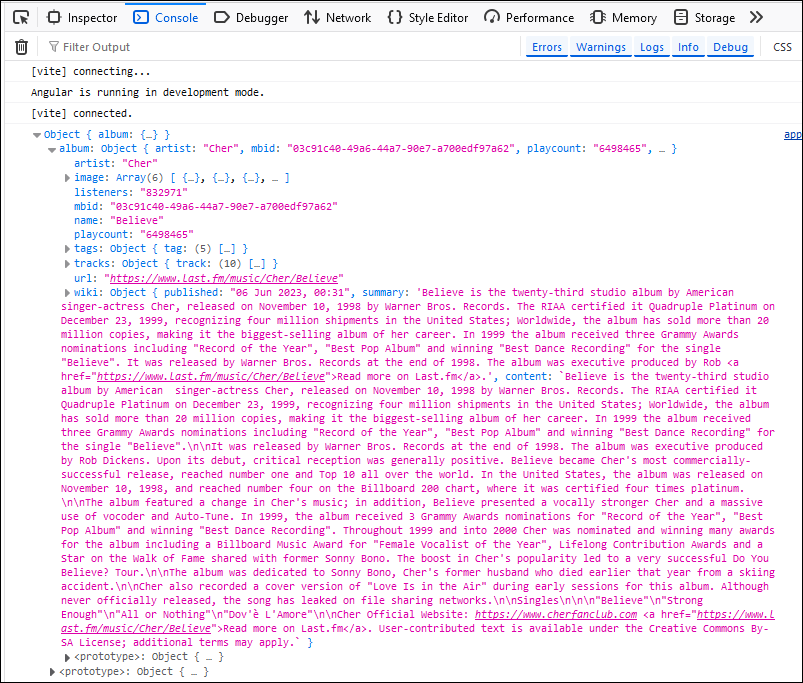 Inspector Console Debugger Network Style Editor Performance Memory Storage
Filter Output Errors Warnings Logs Info Debug CSS
[vite] connecting...
Angular is running in development mode.
[vite] connected.
Object { album: {…} } app
album: Object { artist: "Cher", mbid: "03c91c40-49a6-44a7-90e7-a700edf97a62", playcount: "6498465", … }
artist: "Cher"
image: Array(6) [ {…}, {…}, {…}, … ]
listeners: "832971"
mbid: "03c91c40-49a6-44a7-90e7-a700edf97a62"
name: "Believe"
playcount: "6498465"
tags: Object { tag: (5) […] }
tracks: Object { track: (10) […] }
url: "https://www.last.fm/music/Cher/Believe"
wiki: Object { published: "06 Jun 2023, 00:31", summary: 'Believe is the twenty-third studio album by American
singer-actress Cher, released on November 10, 1998 by Warner Bros. Records. The RIAA certified it Quadruple Platinum on
December 23, 1999, recognizing four million shipments in the United States; Worldwide, the album has sold more than 20
million copies, making it the biggest-selling album of her career. In 1999 the album received three Grammy Awards
nominations including "Record of the Year", "Best Pop Album" and winning "Best Dance Recording" for the single
"Believe". It was released by Warner Bros. Records at the end of 1998. The album was executive produced by Rob <a
href="https://www.last.fm/music/Cher/Believe">Read more on Last.fm</a>.', content: `Believe is the twenty-third studio
album by American  singer-actress Cher, released on November 10, 1998 by Warner Bros. Records. The RIAA certified it
Quadruple Platinum on December 23, 1999, recognizing four million shipments in the United States; Worldwide, the album
has sold more than 20 million copies, making it the biggest-selling album of her career. In 1999 the album received
three Grammy Awards nominations including "Record of the Year", "Best Pop Album" and winning "Best Dance Recording" for
the single "Believe".\n\nIt was released by Warner Bros. Records at the end of 1998. The album was executive produced
by Rob Dickens. Upon its debut, critical reception was generally positive. Believe became Cher's most commercially-
successful release, reached number one and Top 10 all over the world. In the United States, the album was released on
November 10, 1998, and reached number four on the Billboard 200 chart, where it was certified four times platinum.
\n\nThe album featured a change in Cher's music; in addition, Believe presented a vocally stronger Cher and a massive
use of vocoder and Auto-Tune. In 1999, the album received 3 Grammy Awards nominations for "Record of the Year", "Best
Pop Album" and winning "Best Dance Recording". Throughout 1999 and into 2000 Cher was nominated and winning many awards
for the album including a Billboard Music Award for "Female Vocalist of the Year", Lifelong Contribution Awards and a
Star on the Walk of Fame shared with former Sonny Bono. The boost in Cher's popularity led to a very successful Do You
Believe? Tour.\n\nThe album was dedicated to Sonny Bono, Cher's former husband who died earlier that year from a skiing
accident.\n\nCher also recorded a cover version of "Love Is in the Air" during early sessions for this album. Although
never officially released, the song has leaked on file sharing networks.\n\nSingles\n\n\n"Believe"\n"Strong
Enough"\n"All or Nothing"\n"Dov'è L'Amore"\n\nCher Official Website: https://www.cherfanclub.com <a href="https://www.l
ast.fm/music/Cher/Believe">Read more on Last.fm</a>. User-contributed text is available under the Creative Commons By-
SA License; additional terms may apply.` }
<prototype>: Object { … }
<prototype>: Object { … }